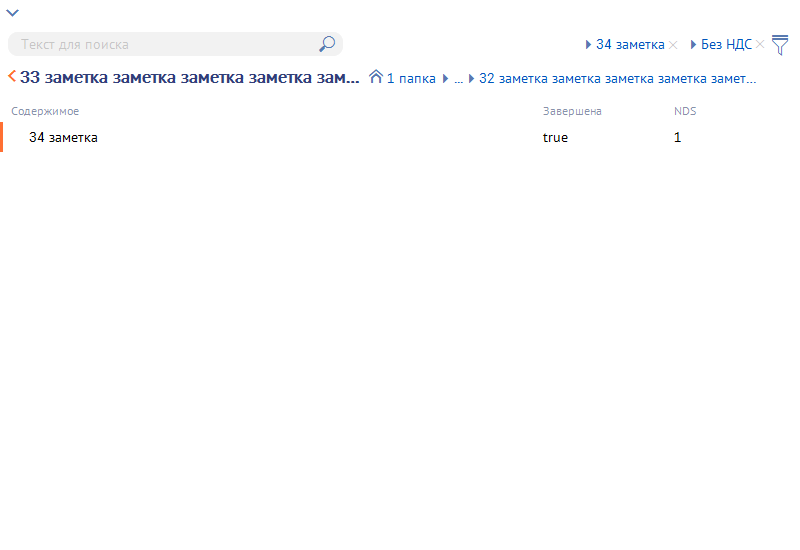 Текст для поиска 34 заметка Без НДС
33 заметка заметка заметка заметка зам... 1 папка ... 32 заметка заметка заметка заметка замет...
Содержимое Завершена NDS
34 заметка true 1